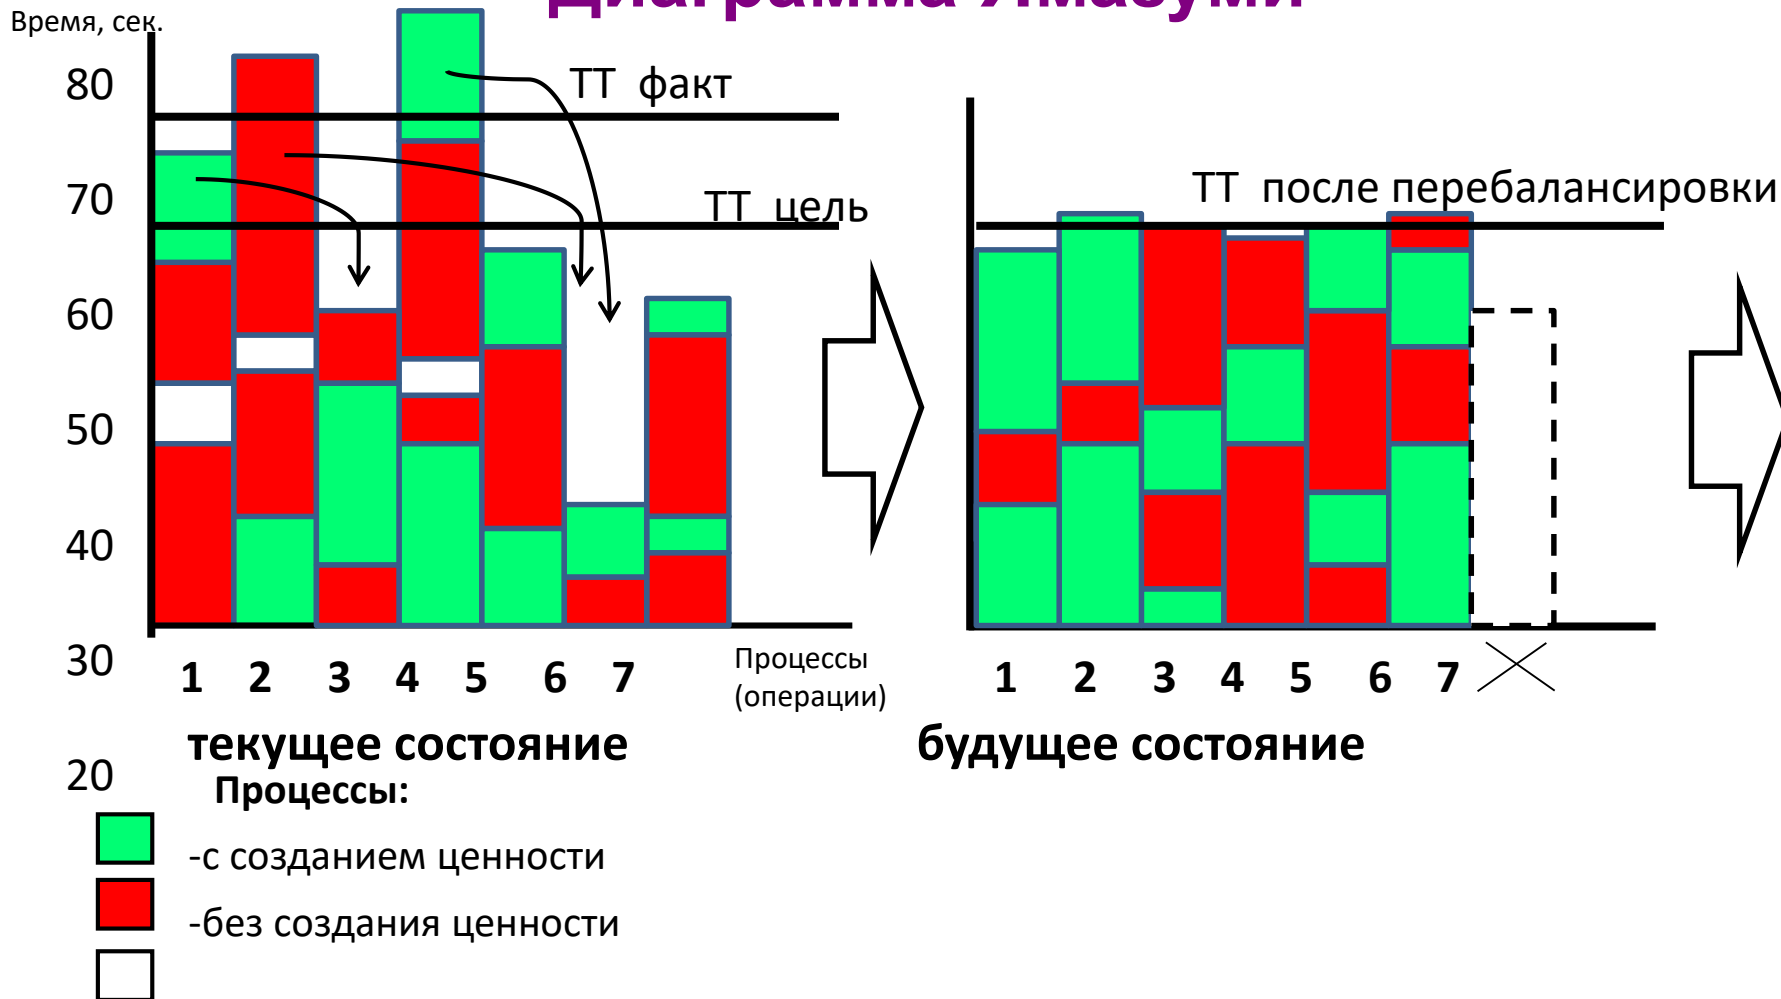 Диаграмма Ямазуми
Время, сек.
80
70
60
50
40
30
20
ТТ факт
ТТ цель
ТТ после перебалансировки
1 2 3 4 5 6 7
Процессы
(операции)
1 2 3 4 5 6 7
текущее состояние
будущее состояние
Процессы:
-с созданием ценности
-без создания ценности